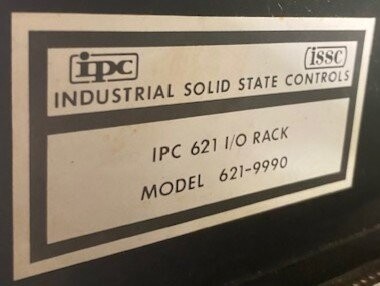 ipc issc
INDUSTRIAL SOLID STATE CONTROLS
IPC 621 I/O RACK
MODEL 621-9990